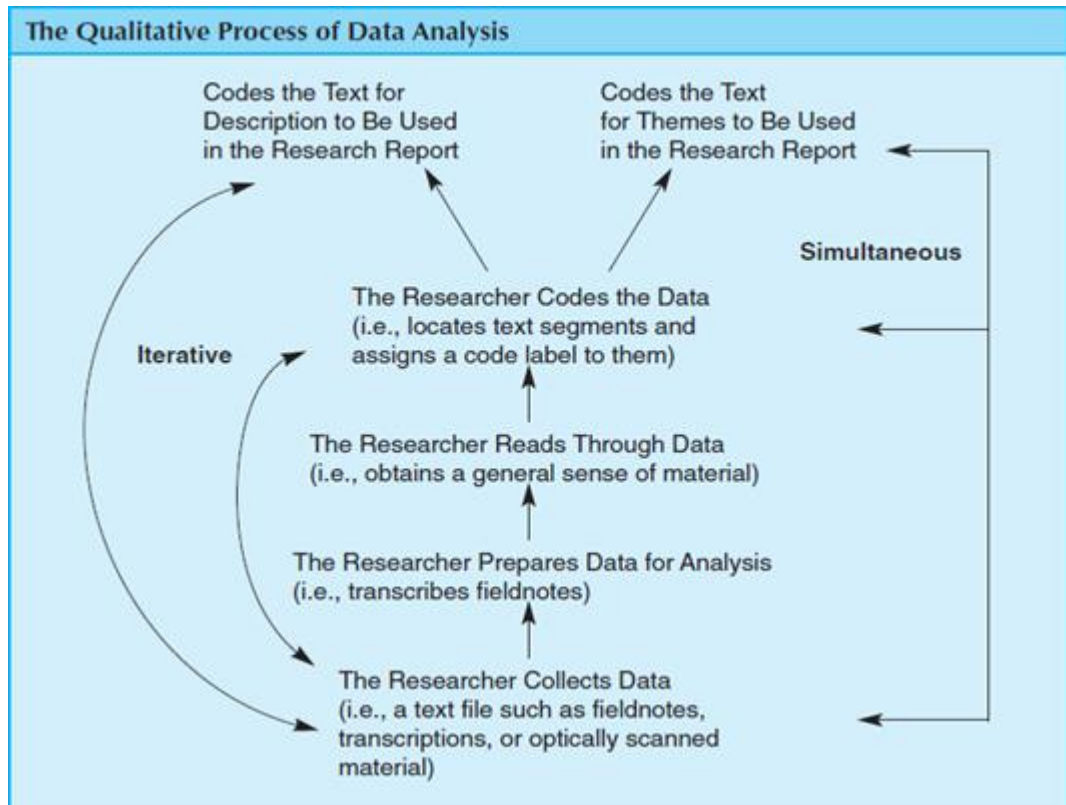 The Qualitative Process of Data Analysis
Codes the Text for
Description to Be Used
in the Research Report
Codes the Text
for Themes to Be Used
in the Research Report
Simultaneous
The Researcher Codes the Data
(i.e., locates text segments and
assigns a code label to them)
Iterative
The Researcher Reads Through Data
(i.e., obtains a general sense of material)
The Researcher Prepares Data for Analysis
(i.e., transcribes fieldnotes)
The Researcher Collects Data
(i.e., a text file such as fieldnotes,
transcriptions, or optically scanned
material)